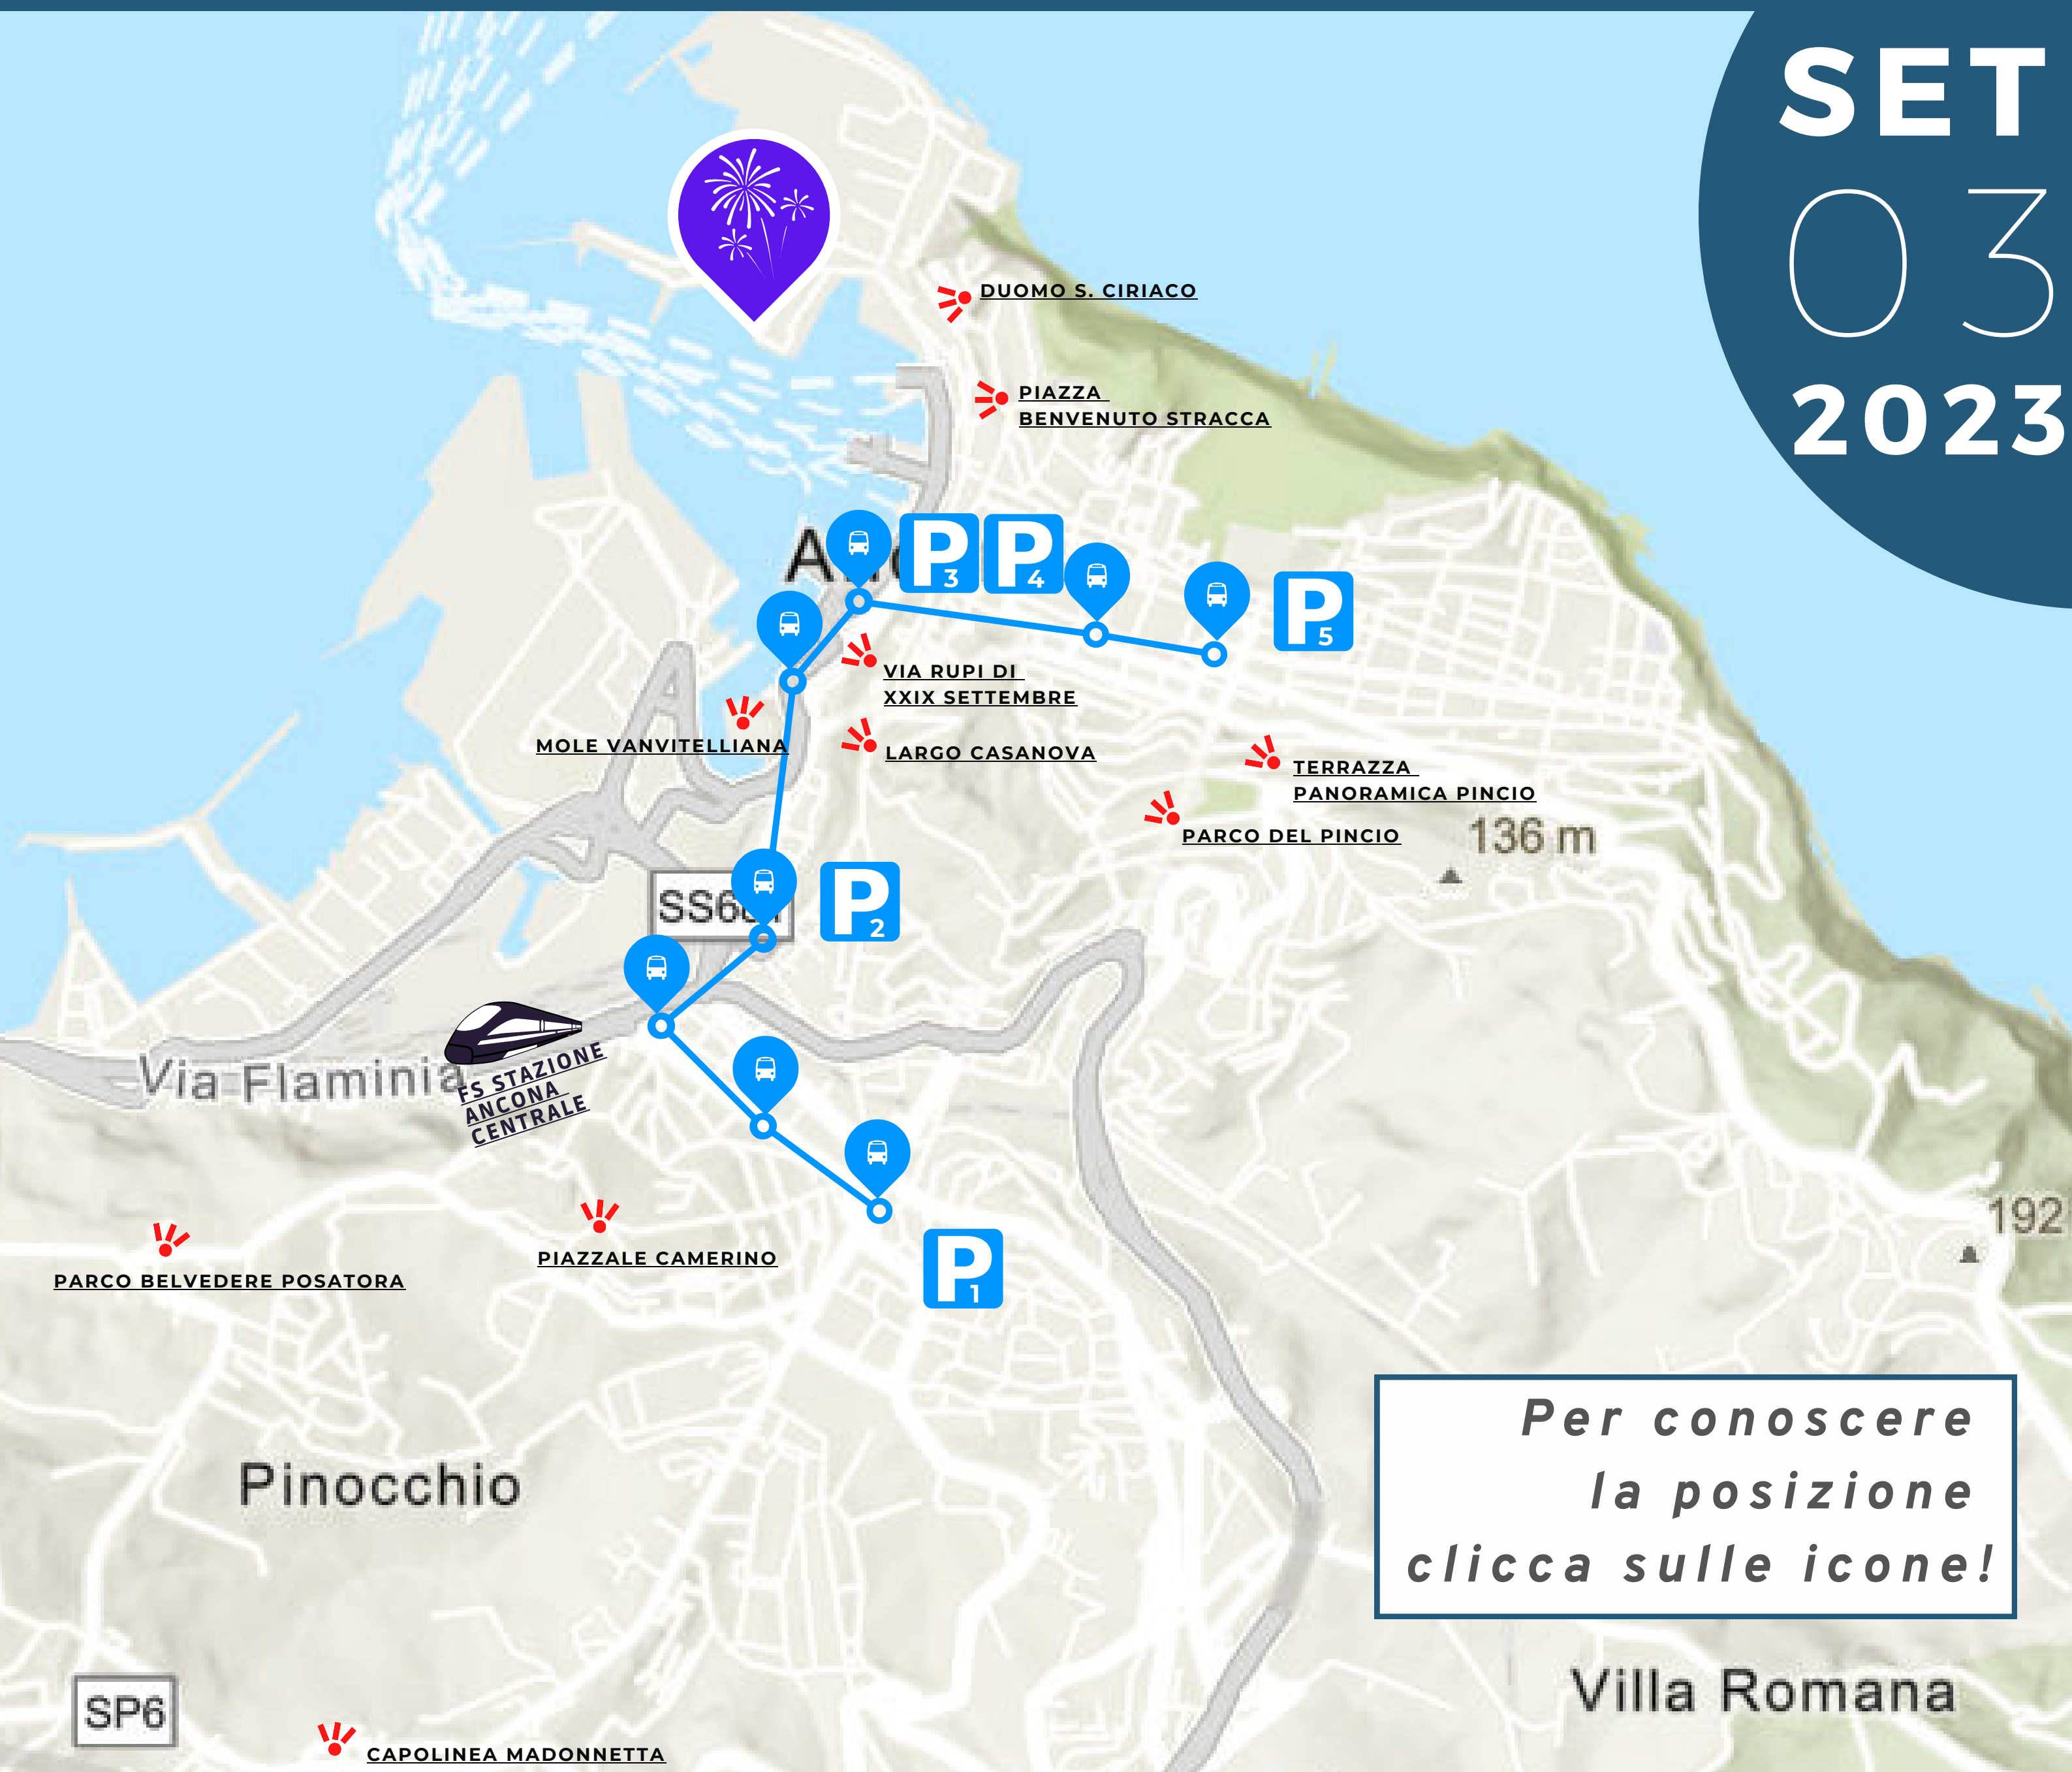 SET
03
2023
DUOMO S. CIRIACO
PIAZZA
BENVENUTO STRACCA
P3
P4
P5
VIA RUPI DI
XXIX SETTEMBRE
MOLE VANVITELLIANA
LARGO CASANOVA
TERRAZZA
PANORAMICA PINCIO
PARCO DEL PINCIO
136 m
P2
Via Flaminia
FS STAZIONE
ANCONA
CENTRALE
192
PIAZZALE CAMERINO
PARCO BELVEDERE POSATORA
P1
Per conoscere
la posizione
clicca sulle icone!
Pinocchio
Villa Romana
SP6
CAPOLINEA MADONNETTA